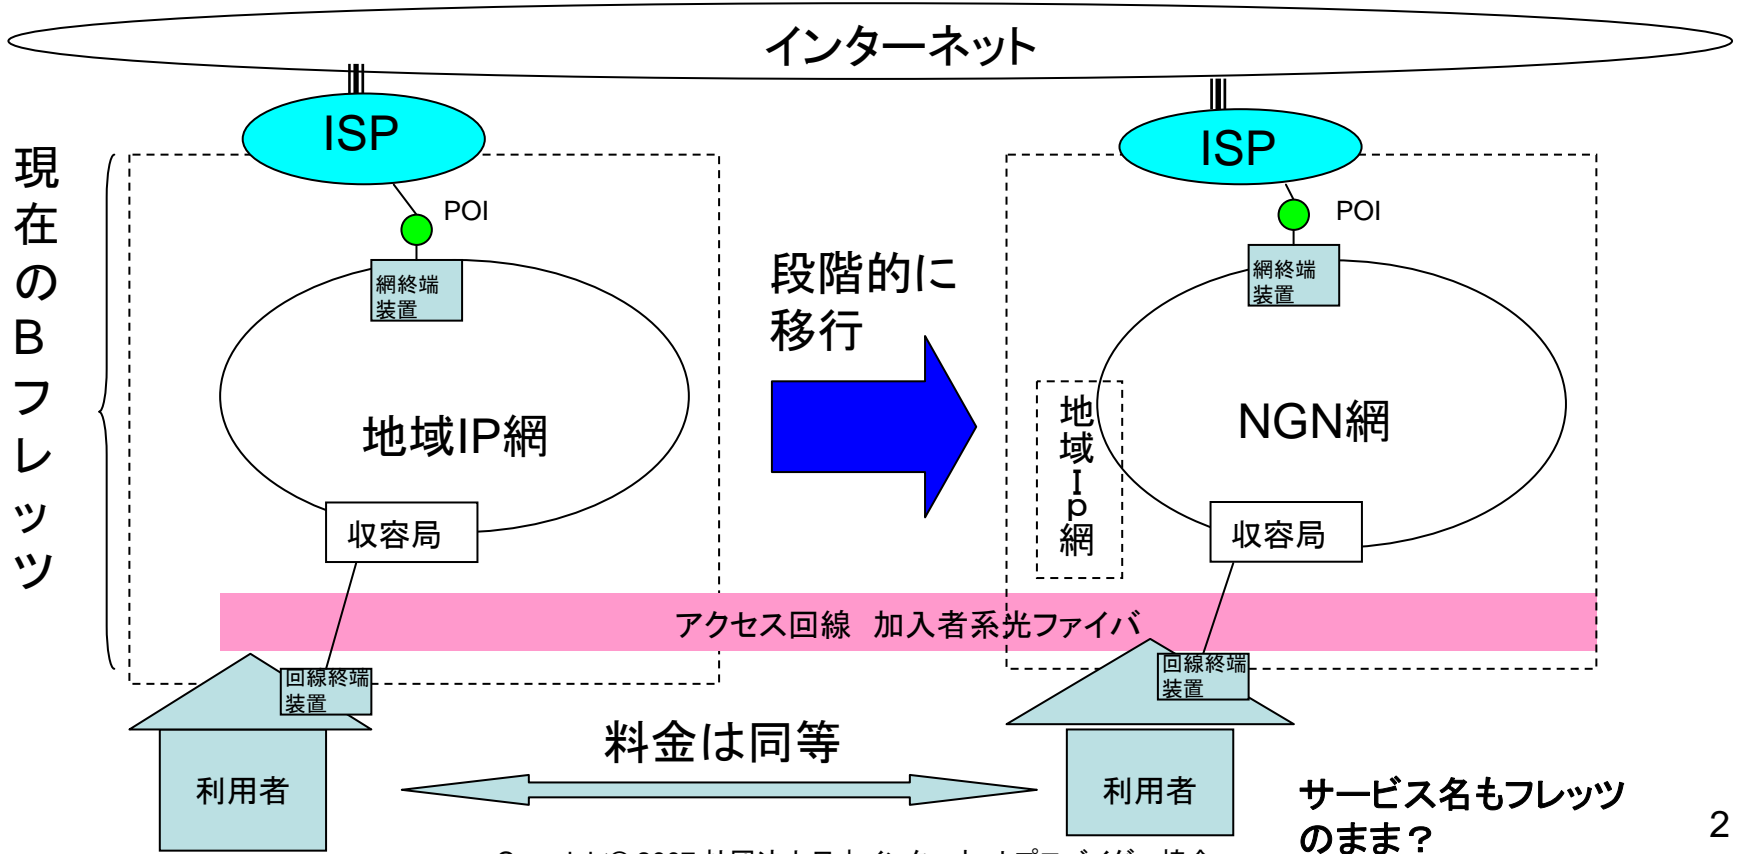 インターネット
ISP
ISP
現在のBフレッツ
POI
POI
網終端
装置
網終端
装置
段階的に
移行
地域IP網
地域Ip網
NGN網
収容局
収容局
アクセス回線 加入者系光ファイバ
回線終端
装置
回線終端
装置
料金は同等
利用者
利用者
サービス名もフレッツ
のまま？
2